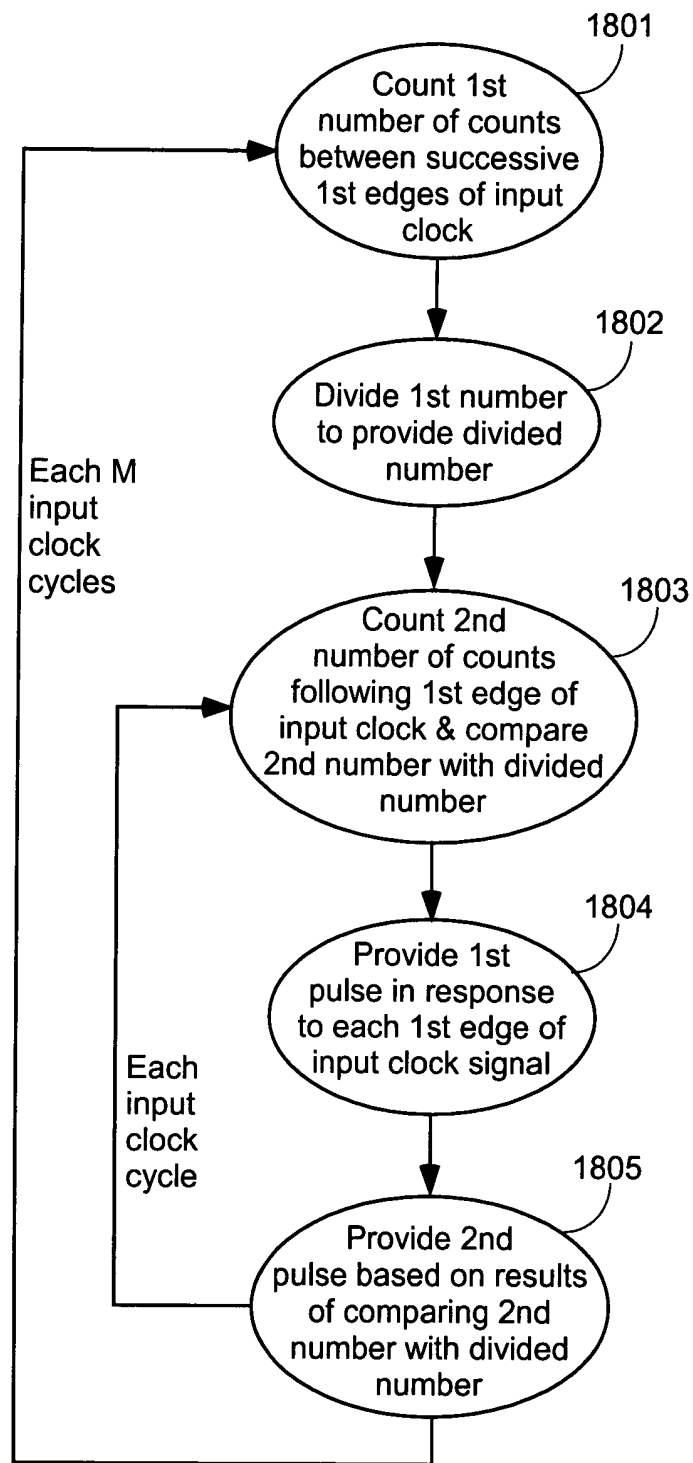 1801
Count 1st
number of counts
between successive
1st edges of input
clock
1802
Divide 1st number
to provide divided
number
Each M
input
clock
cycles
1803
Count 2nd
number of counts
following 1st edge of
input clock & compare
2nd number with divided
number
1804
Provide 1st
pulse in response
to each 1st edge of
input clock signal
Each
input
clock
cycle
1805
Provide 2nd
pulse based on results
of comparing 2nd
number with divided
number